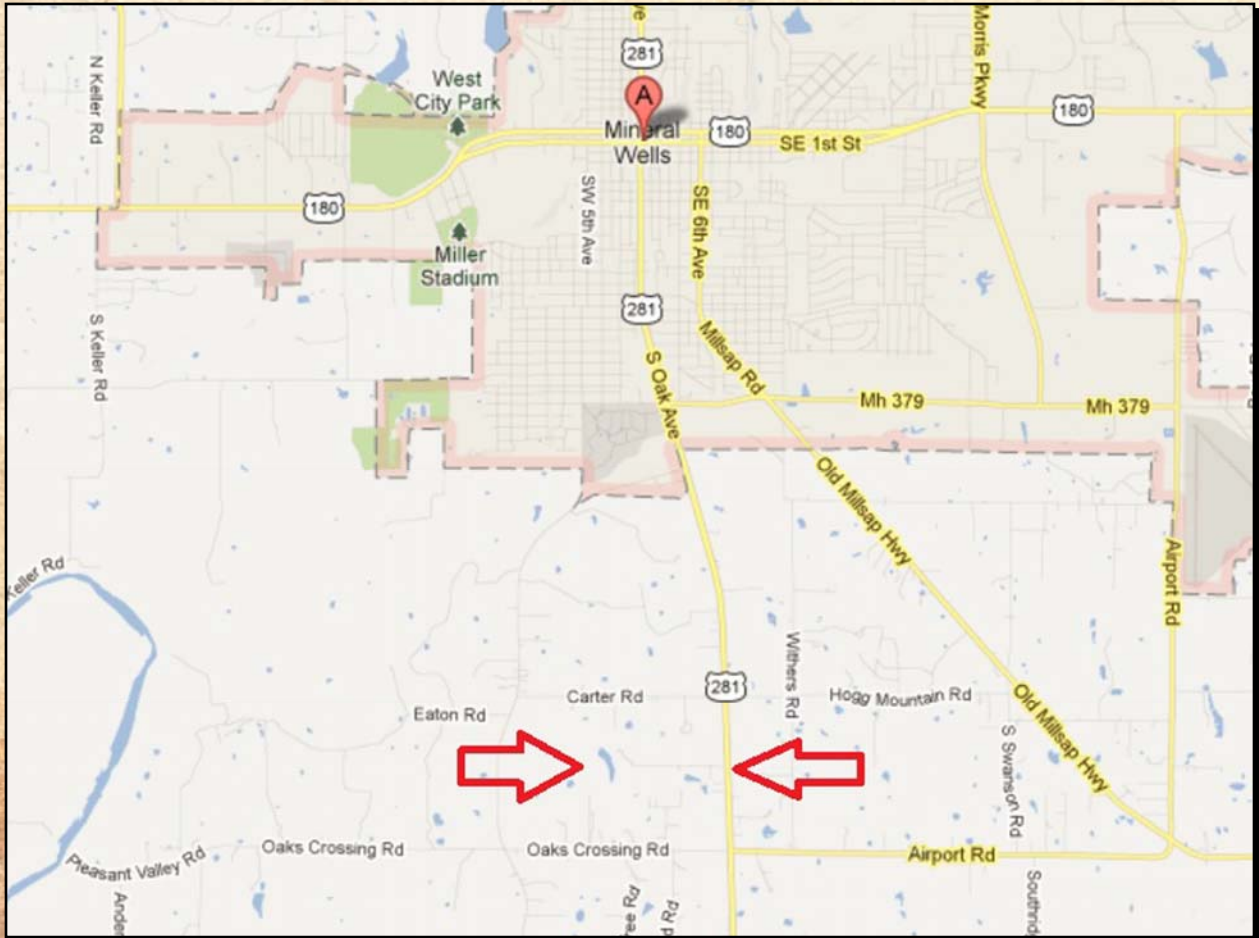 281
Morris Pkwy
N Keller Rd
West
City Park
A
180
Mineral
Wells
180
SE 1st St
SW 5th Ave
SE 6th Ave
180
Miller
Stadium
281
S Keller Rd
S Oak Ave
Millsap Rd
Mh 379
Mh 379
Old Millsap Hwy
Airport Rd
Withers Rd
281
Carter Rd
Hogg Mountain Rd
Eaton Rd
Old Millsap Hwy
S Swanson Rd
Oaks Crossing Rd
Oaks Crossing Rd
Airport Rd
Pleasant Valley Rd